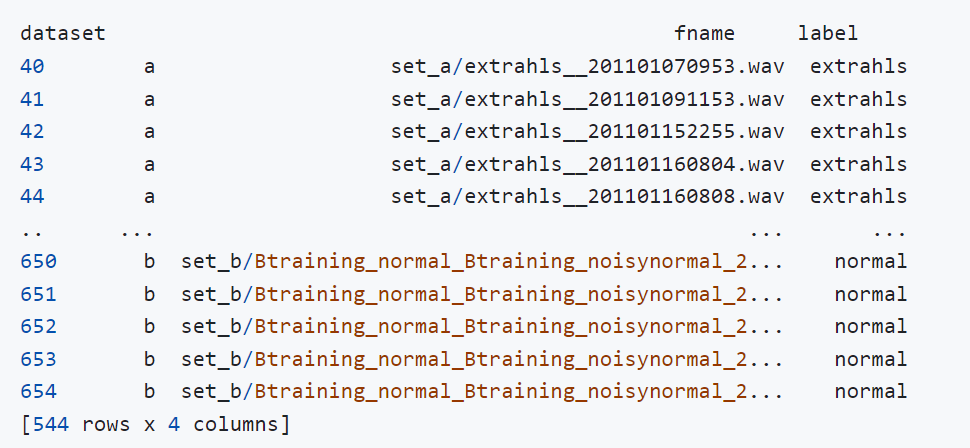 dataset fname label
40 a set_a/extrahls__201101070953.wav extrahls
41 a set_a/extrahls__201101091153.wav extrahls
42 a set_a/extrahls__201101152255.wav extrahls
43 a set_a/extrahls__201101160804.wav extrahls
44 a set_a/extrahls__201101160808.wav extrahls
.. ... ... ...
650 b set_b/Btraining_normal_Btraining_noisynormal_2... normal
651 b set_b/Btraining_normal_Btraining_noisynormal_2... normal
652 b set_b/Btraining_normal_Btraining_noisynormal_2... normal
653 b set_b/Btraining_normal_Btraining_noisynormal_2... normal
654 b set_b/Btraining_normal_Btraining_noisynormal_2... normal
[544 rows x 4 columns]